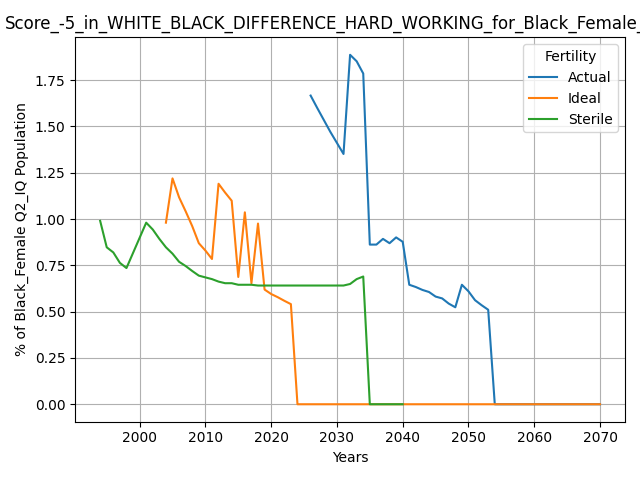 Score_-5_in_WHITE_BLACK_DIFFERENCE_HARD_WORKING_for_Black_Female_
Fertility
Actual
Ideal
Sterile
% of Black_Female Q2_IQ Population
1.75
1.50
1.25
1.00
0.75
0.50
0.25
0.00
2000 2010 2020 2030 2040 2050 2060 2070
Years